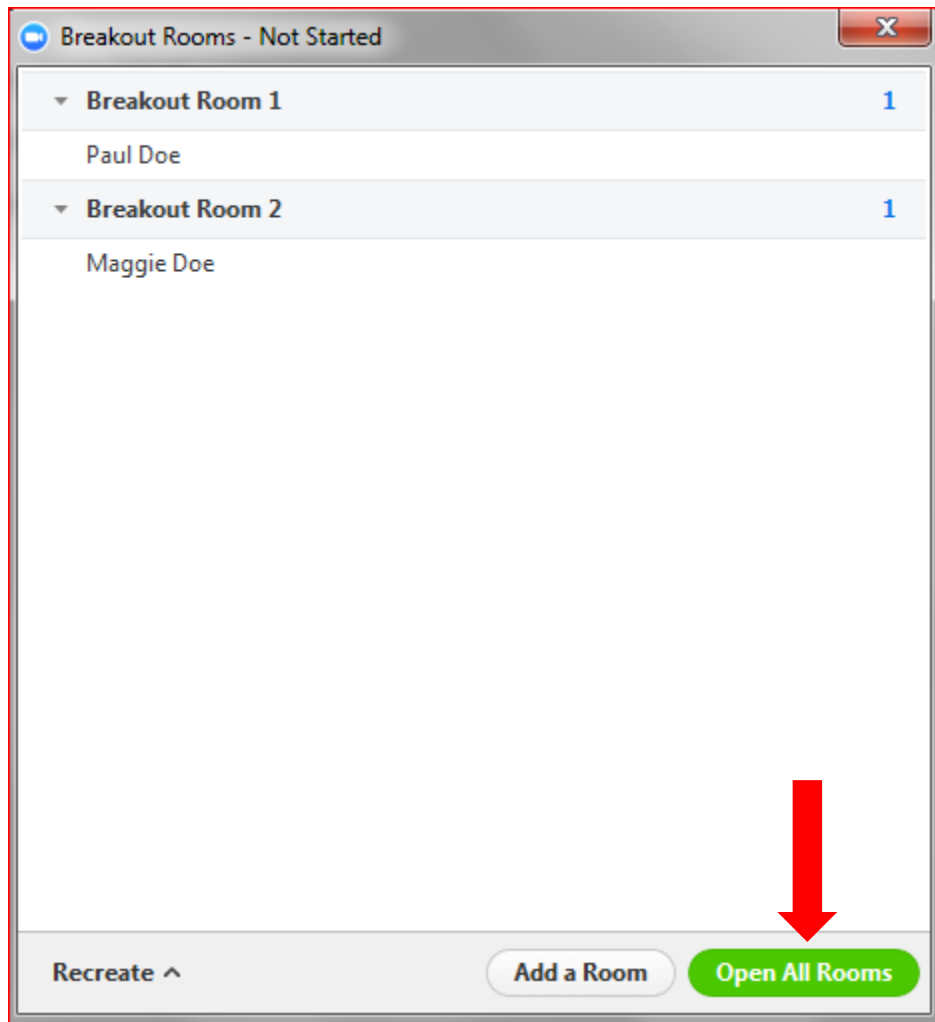 Breakout Rooms - Not Started
Breakout Room 1 1
Paul Doe
Breakout Room 2 1
Maggie Doe
Recreate Add a Room Open All Rooms